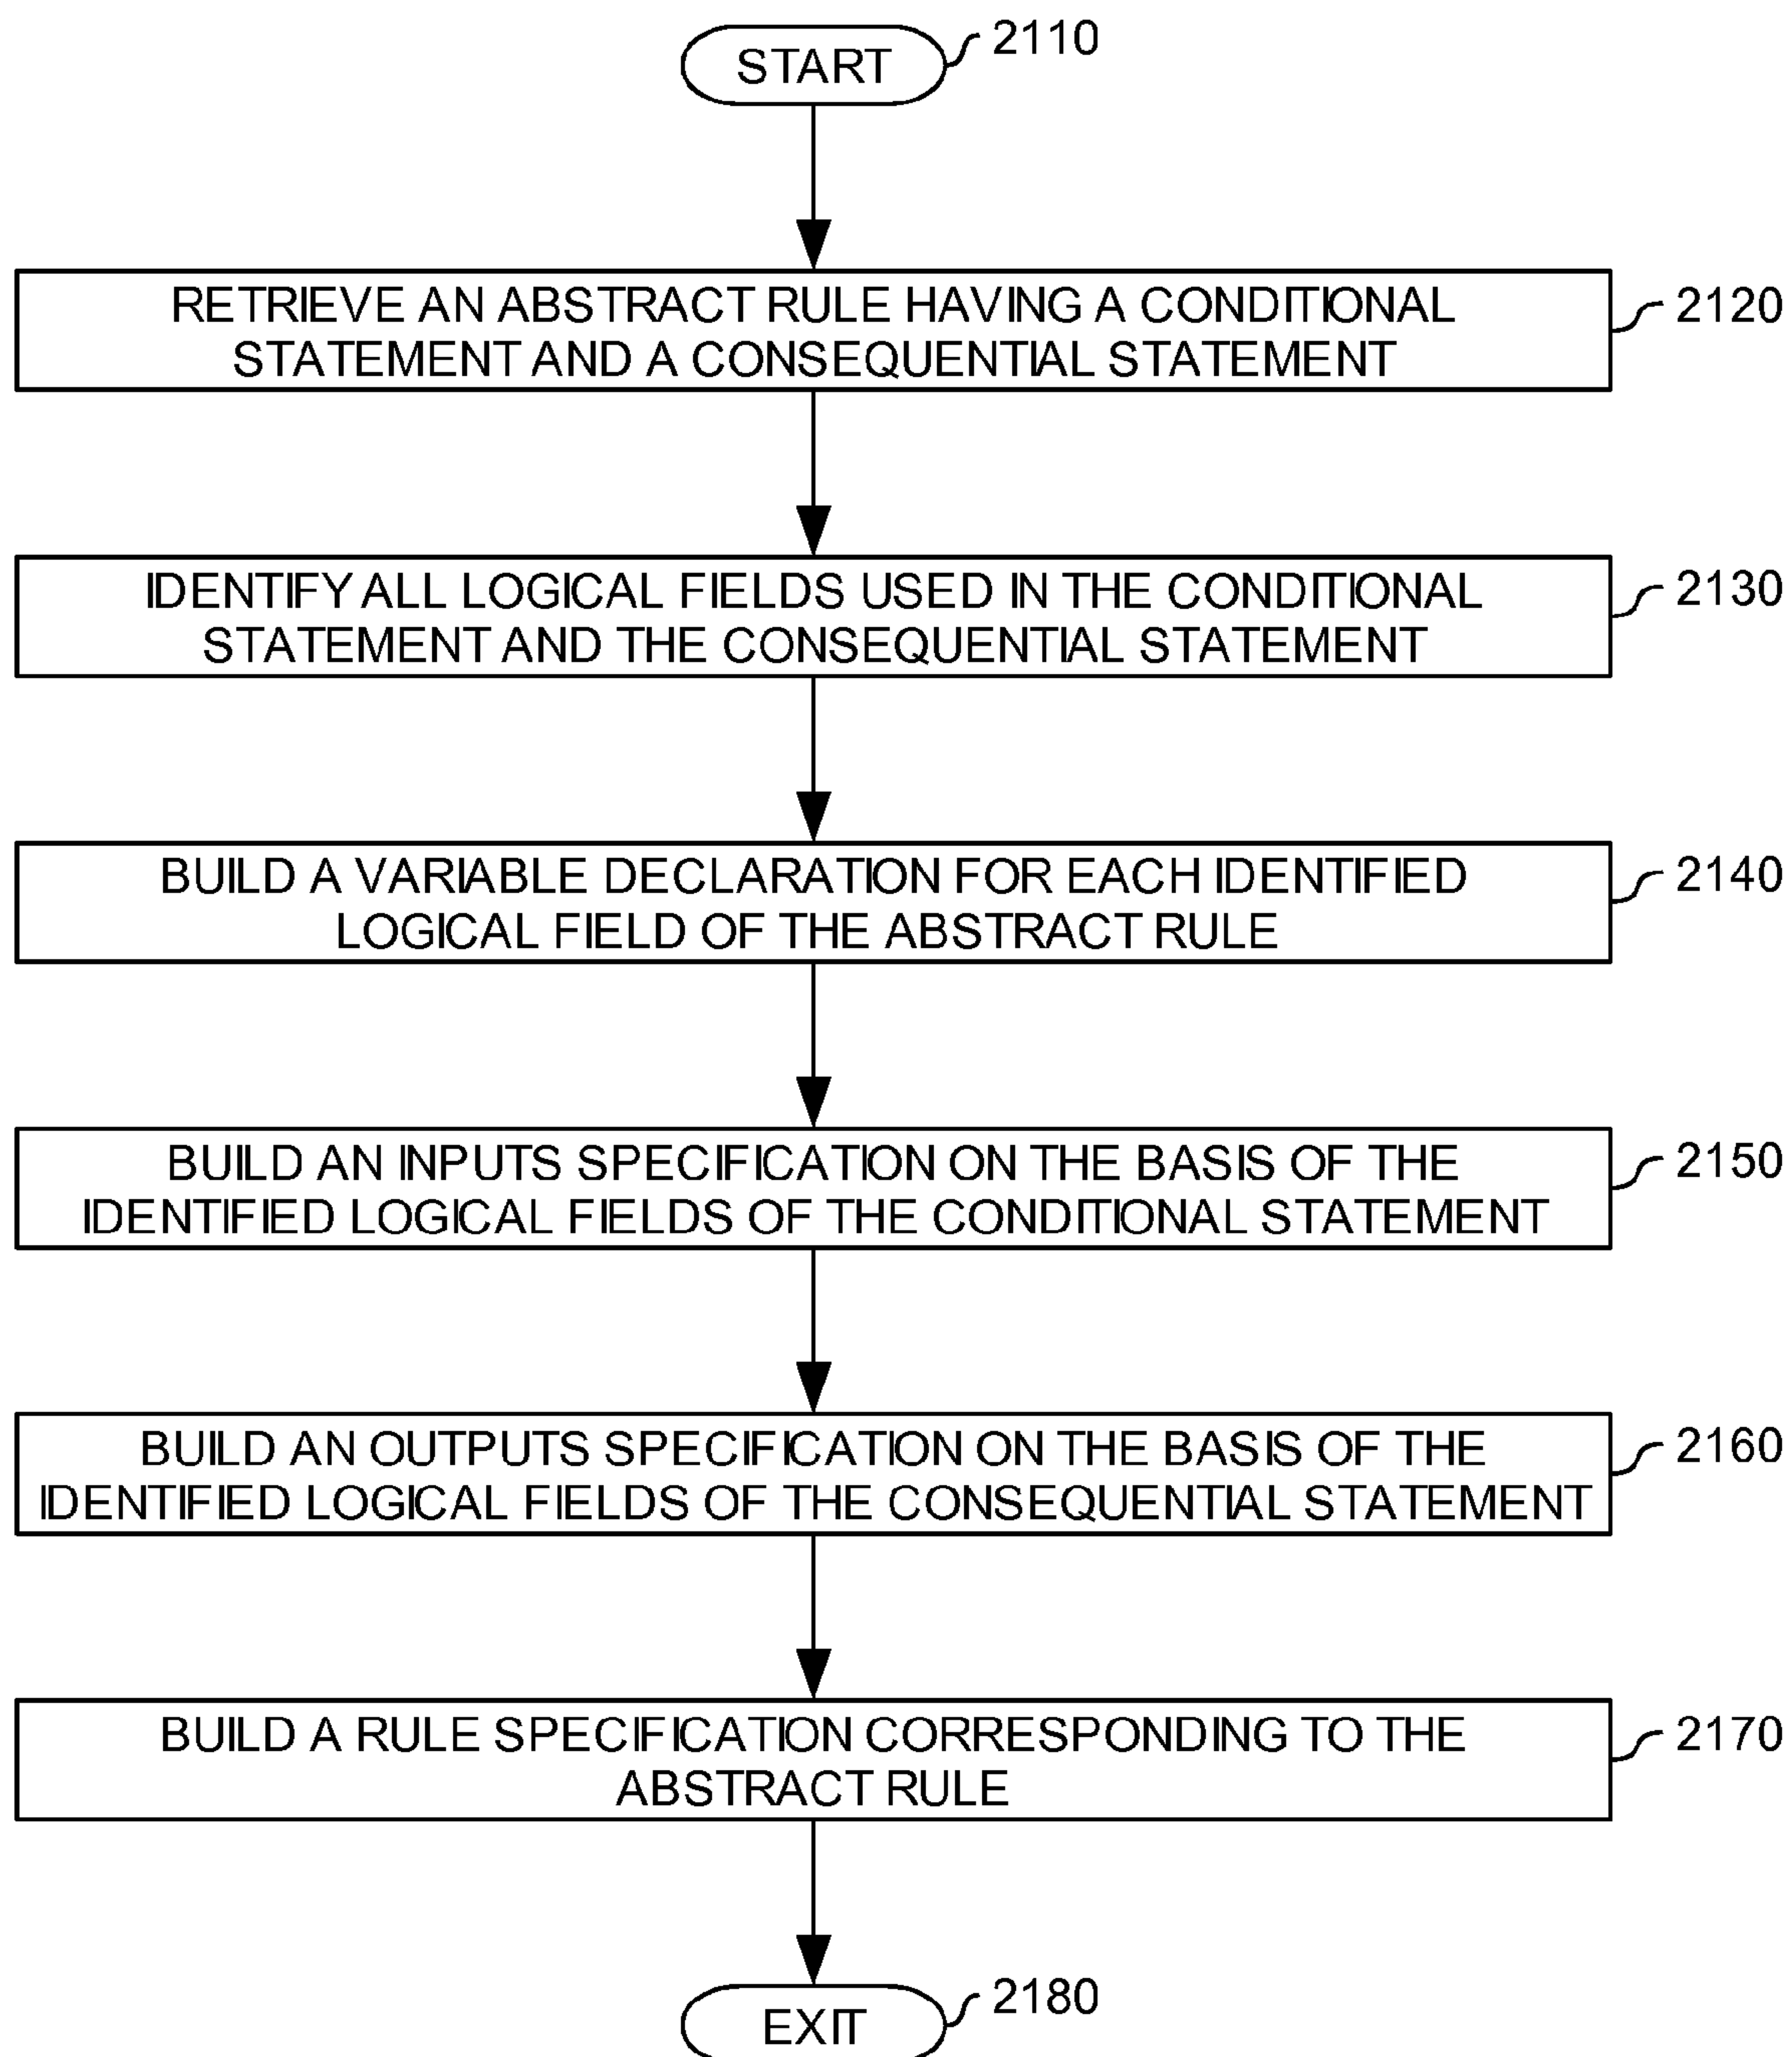 START
2110
RETRIEVE AN ABSTRACT RULE HAVING A CONDITIONAL
STATEMENT AND A CONSEQUENTIAL STATEMENT
2120
IDENTIFY ALL LOGICAL FIELDS USED IN THE CONDITIONAL
STATEMENT AND THE CONSEQUENTIAL STATEMENT
2130
BUILD A VARIABLE DECLARATION FOR EACH IDENTIFIED
LOGICAL FIELD OF THE ABSTRACT RULE
2140
BUILD AN INPUTS SPECIFICATION ON THE BASIS OF THE
IDENTIFIED LOGICAL FIELDS OF THE CONDITIONAL STATEMENT
2150
BUILD AN OUTPUTS SPECIFICATION ON THE BASIS OF THE
IDENTIFIED LOGICAL FIELDS OF THE CONSEQUENTIAL STATEMENT
2160
BUILD A RULE SPECIFICATION CORRESPONDING TO THE
ABSTRACT RULE
2170
EXIT
2180